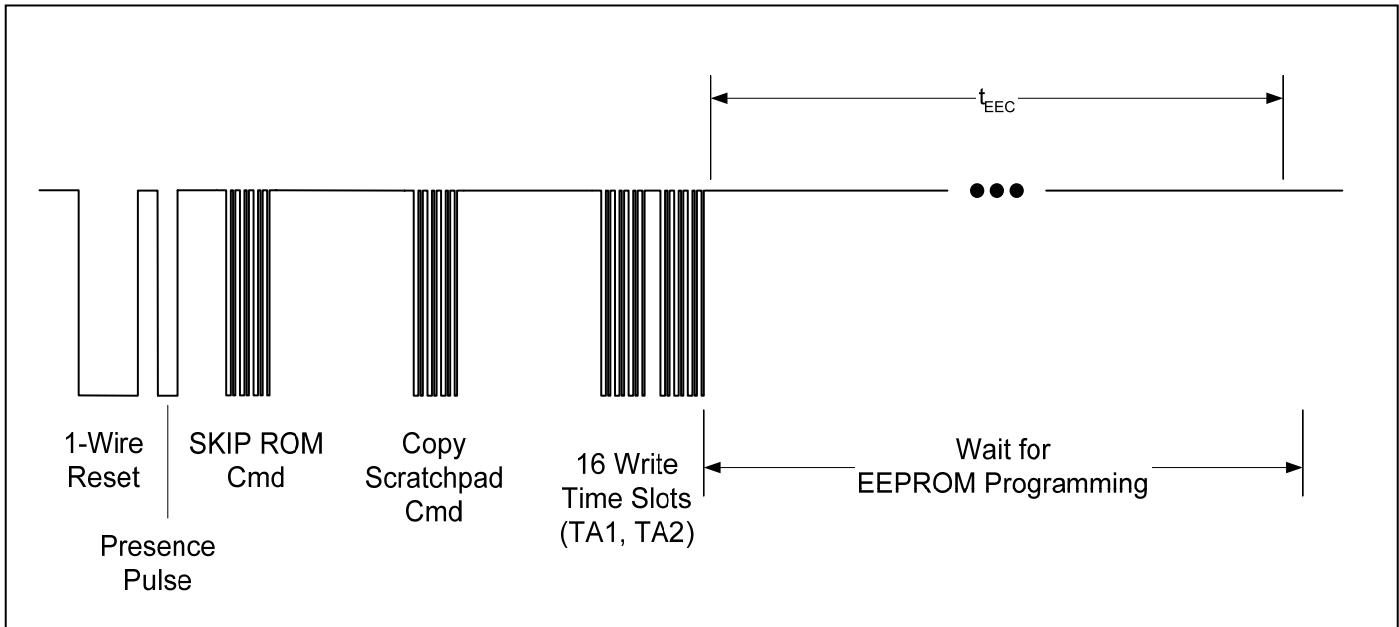 tEEC
1-Wire
Reset
Presence
Pulse
SKIP ROM
Cmd
Copy
Scratchpad
Cmd
16 Write
Time Slots
(TA1, TA2)
Wait for
EEPROM Programming